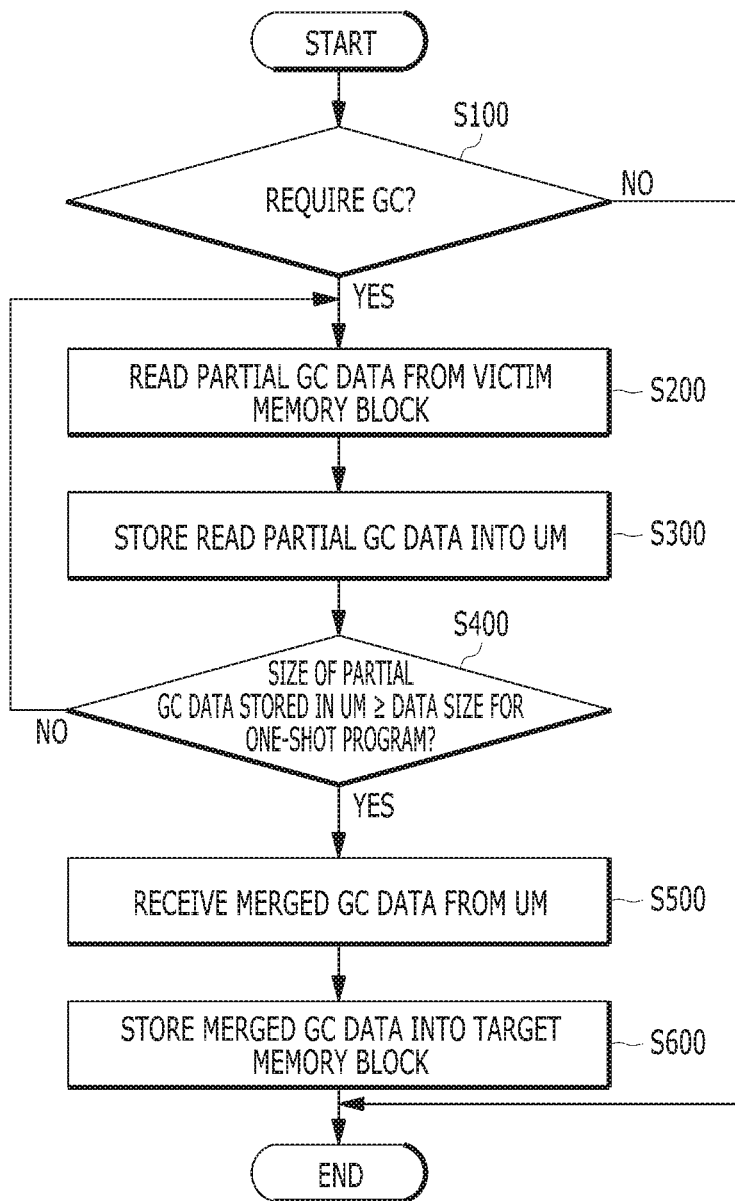 START
S100
REQUIRE GC?
NO
YES
READ PARTIAL GC DATA FROM VICTIM
MEMORY BLOCK
S200
STORE READ PARTIAL GC DATA INTO UM
S300
S400
SIZE OF PARTIAL
GC DATA STORED IN UM ≥ DATA SIZE FOR
ONE-SHOT PROGRAM?
NO
YES
RECEIVE MERGED GC DATA FROM UM
S500
STORE MERGED GC DATA INTO TARGET
MEMORY BLOCK
S600
END